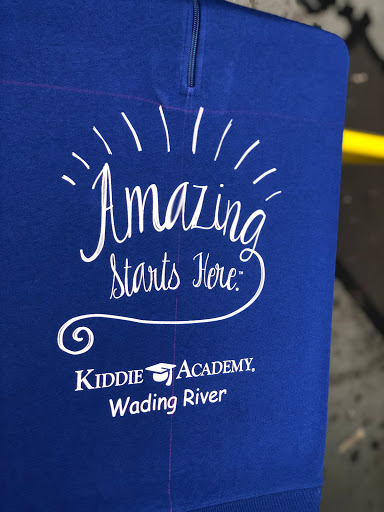 Amazing
Starts Here.™
KIDDIE ACADEMY®
Wading River